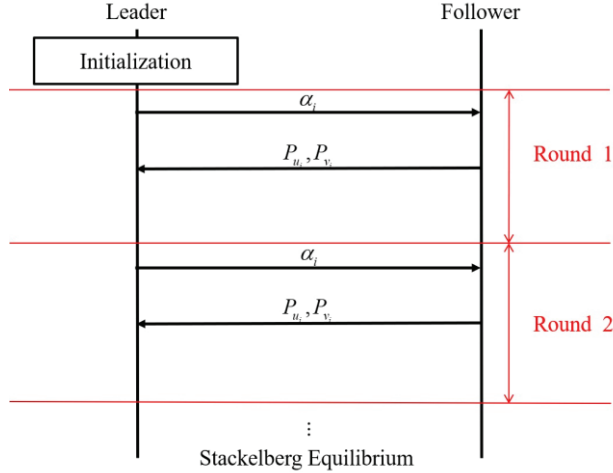 Leader Follower
Initialization
α_i
P_{u_i}, P_{v_i}
Round 1
α_i
P_{u_i}, P_{v_i}
Round 2
⋮
Stackelberg Equilibrium